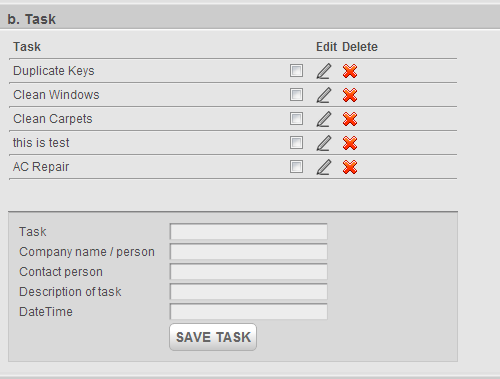 b. Task
Task Edit Delete
Duplicate Keys
Clean Windows
Clean Carpets
this is test
AC Repair
Task
Company name / person
Contact person
Description of task
DateTime
SAVE TASK